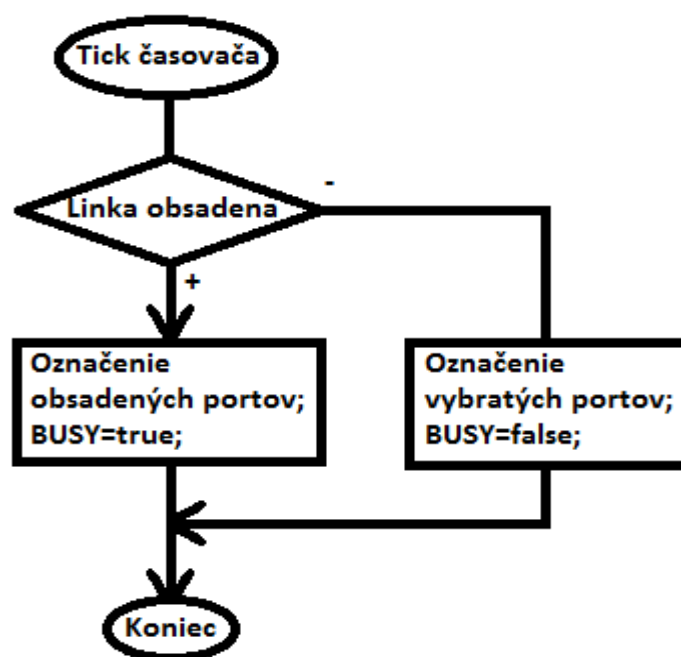 Tick časovača
-
Linka obsadena
+
Označenie
obsadených portov;
BUSY=true;
Označenie
vybratých portov;
BUSY=false;
Koniec